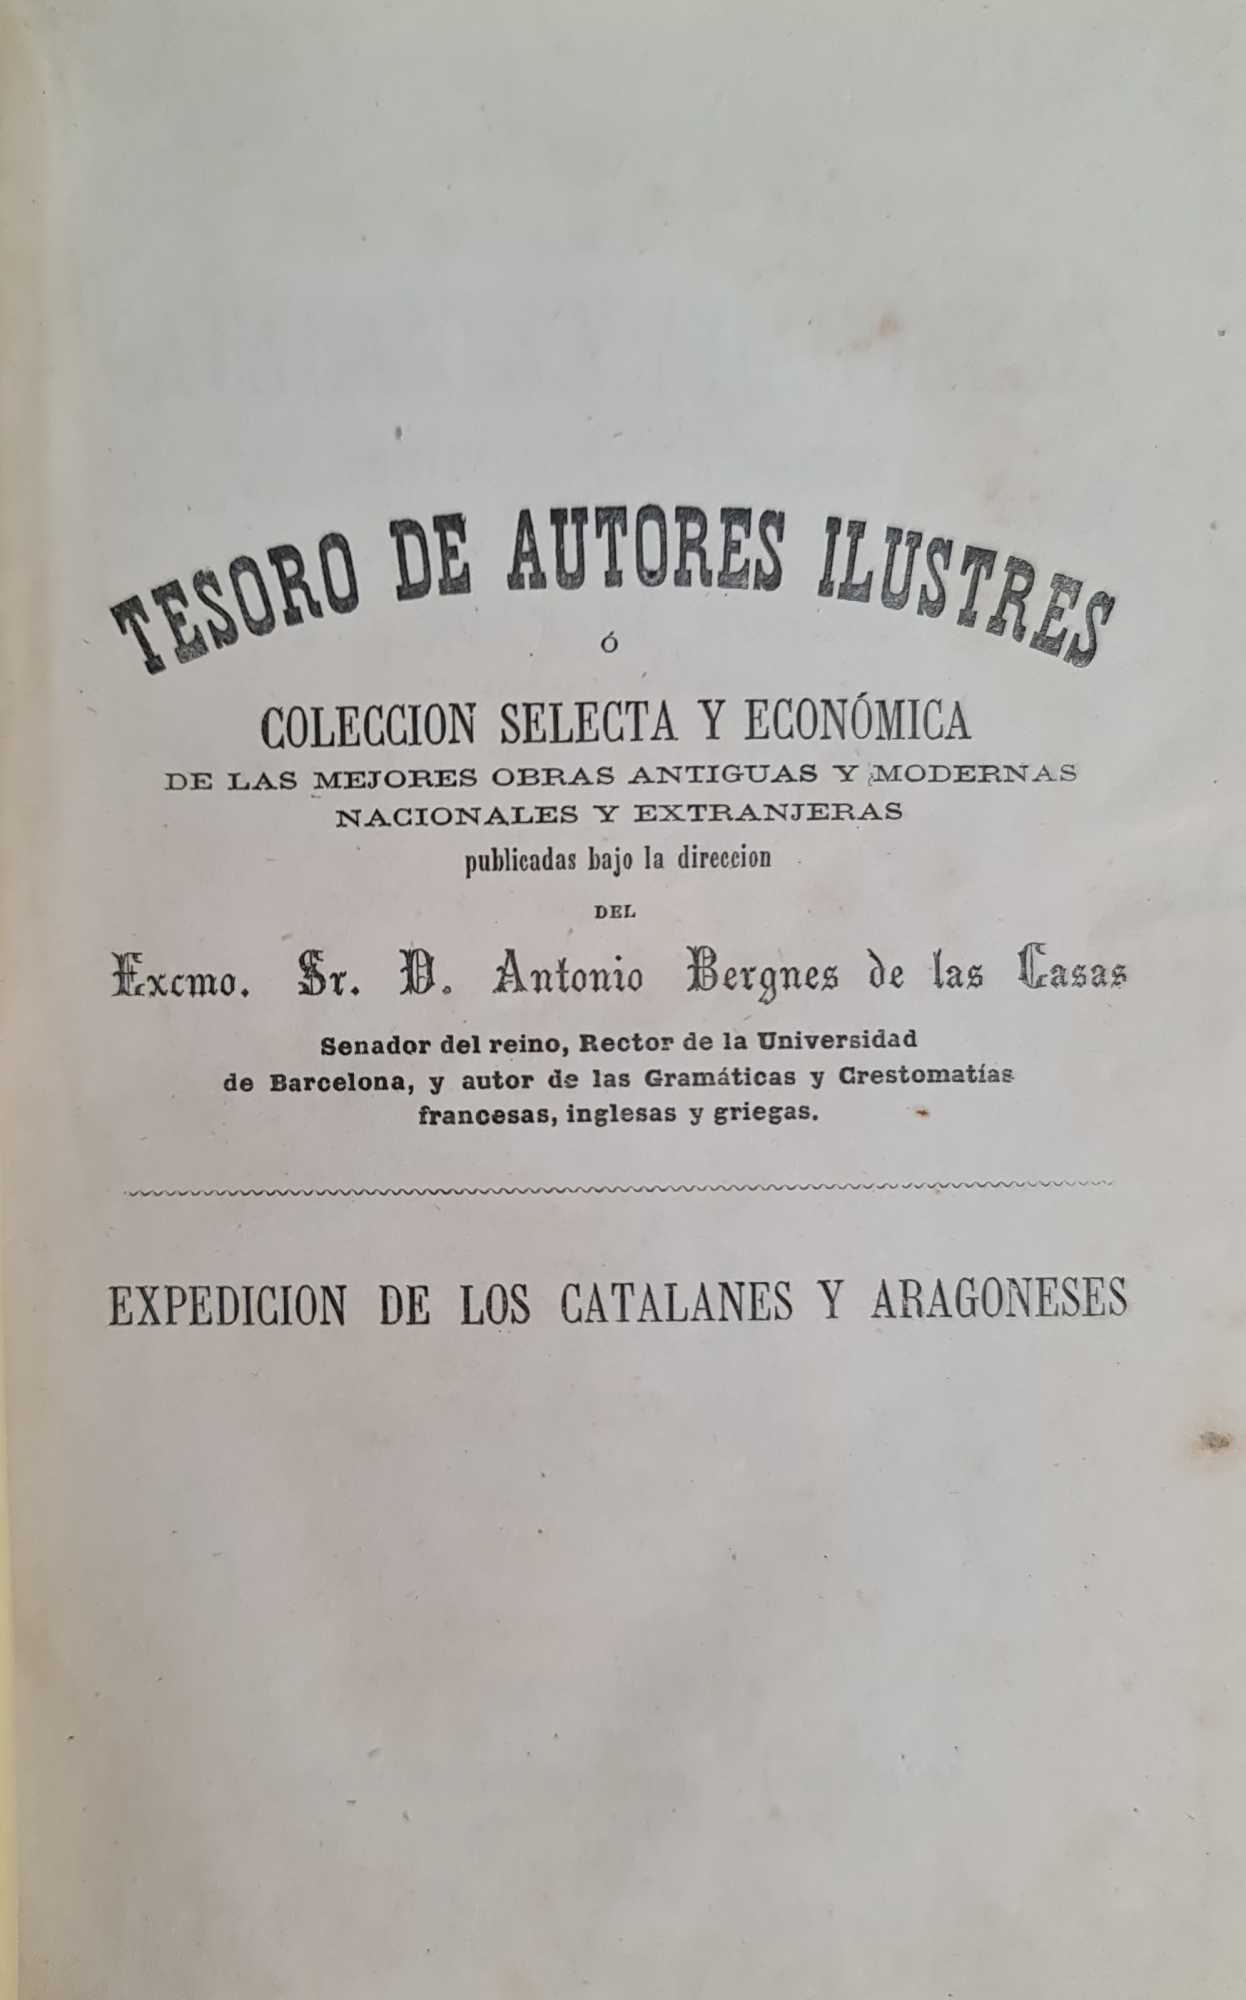 TESORO DE AUTORES ILUSTRES
ó
COLECCION SELECTA Y ECONÓMICA
DE LAS MEJORES OBRAS ANTIGUAS Y MODERNAS
NACIONALES Y EXTRANJERAS
publicadas bajo la direccion
DEL
Excmo. Sr. D. Antonio Bergnes de las Casas
Senador del reino, Rector de la Universidad
de Barcelona, y autor de las Gramáticas y Crestomatías
francesas, inglesas y griegas.
EXPEDICION DE LOS CATALANES Y ARAGONESES